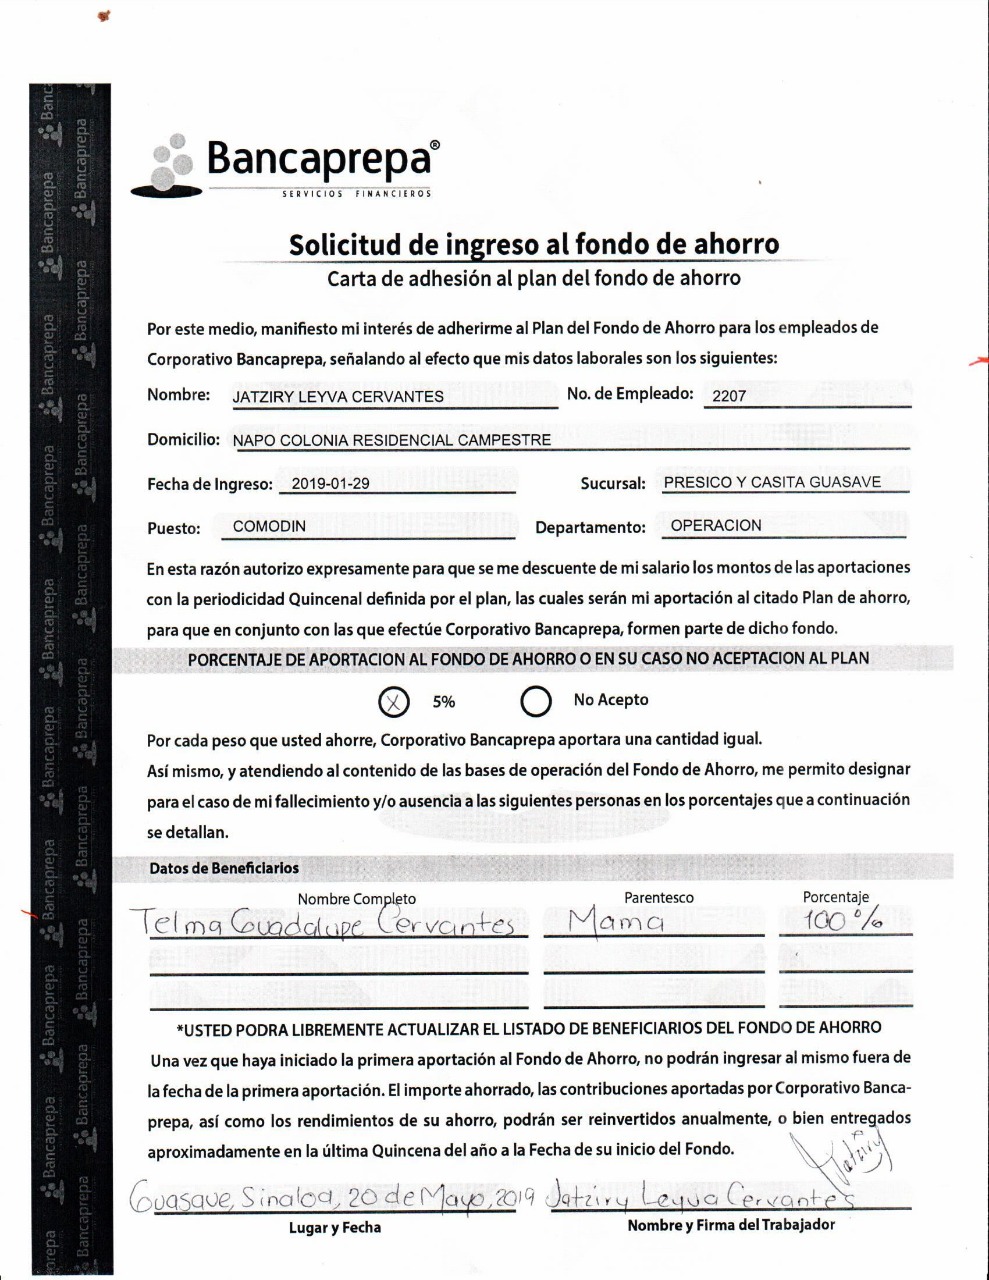 Bancaprepa®
SERVICIOS FINANCIEROS
Solicitud de ingreso al fondo de ahorro
Carta de adhesión al plan del fondo de ahorro
Por este medio, manifiesto mi interés de adherirme al Plan del Fondo de Ahorro para los empleados de
Corporativo Bancaprepa, señalando al efecto que mis datos laborales son los siguientes:
Nombre: JATZIRY LEYVA CERVANTES No. de Empleado: 2207
Domicilio: NAPO COLONIA RESIDENCIAL CAMPESTRE
Fecha de Ingreso: 2019-01-29 Sucursal: PRESICO Y CASITA GUASAVE
Puesto: COMODIN Departamento: OPERACION
En esta razón autorizo expresamente para que se me descuente de mi salario los montos de las aportaciones
con la periodicidad Quincenal definida por el plan, las cuales serán mi aportación al citado Plan de ahorro,
para que en conjunto con las que efectúe Corporativo Bancaprepa, formen parte de dicho fondo.
PORCENTAJE DE APORTACION AL FONDO DE AHORRO O EN SU CASO NO ACEPTACION AL PLAN
X 5% No Acepto
Por cada peso que usted ahorre, Corporativo Bancaprepa aportara una cantidad igual.
Así mismo, y atendiendo al contenido de las bases de operación del Fondo de Ahorro, me permito designar
para el caso de mi fallecimiento y/o ausencia a las siguientes personas en los porcentajes que a continuación
se detallan.
Datos de Beneficiarios
Nombre Completo Parentesco Porcentaje
Telma Guadalupe Cervantes Mama 100%
*USTED PODRA LIBREMENTE ACTUALIZAR EL LISTADO DE BENEFICIARIOS DEL FONDO DE AHORRO
Una vez que haya iniciado la primera aportación al Fondo de Ahorro, no podrán ingresar al mismo fuera de
la fecha de la primera aportación. El importe ahorrado, las contribuciones aportadas por Corporativo Banca-
prepa, así como los rendimientos de su ahorro, podrán ser reinvertidos anualmente, o bien entregados
aproximadamente en la última Quincena del año a la Fecha de su inicio del Fondo.
Jatziry
Guasave, Sinaloa, 20 de Mayo, 2019 Jatziry Leyva Cervantes
Lugar y Fecha Nombre y Firma del Trabajador